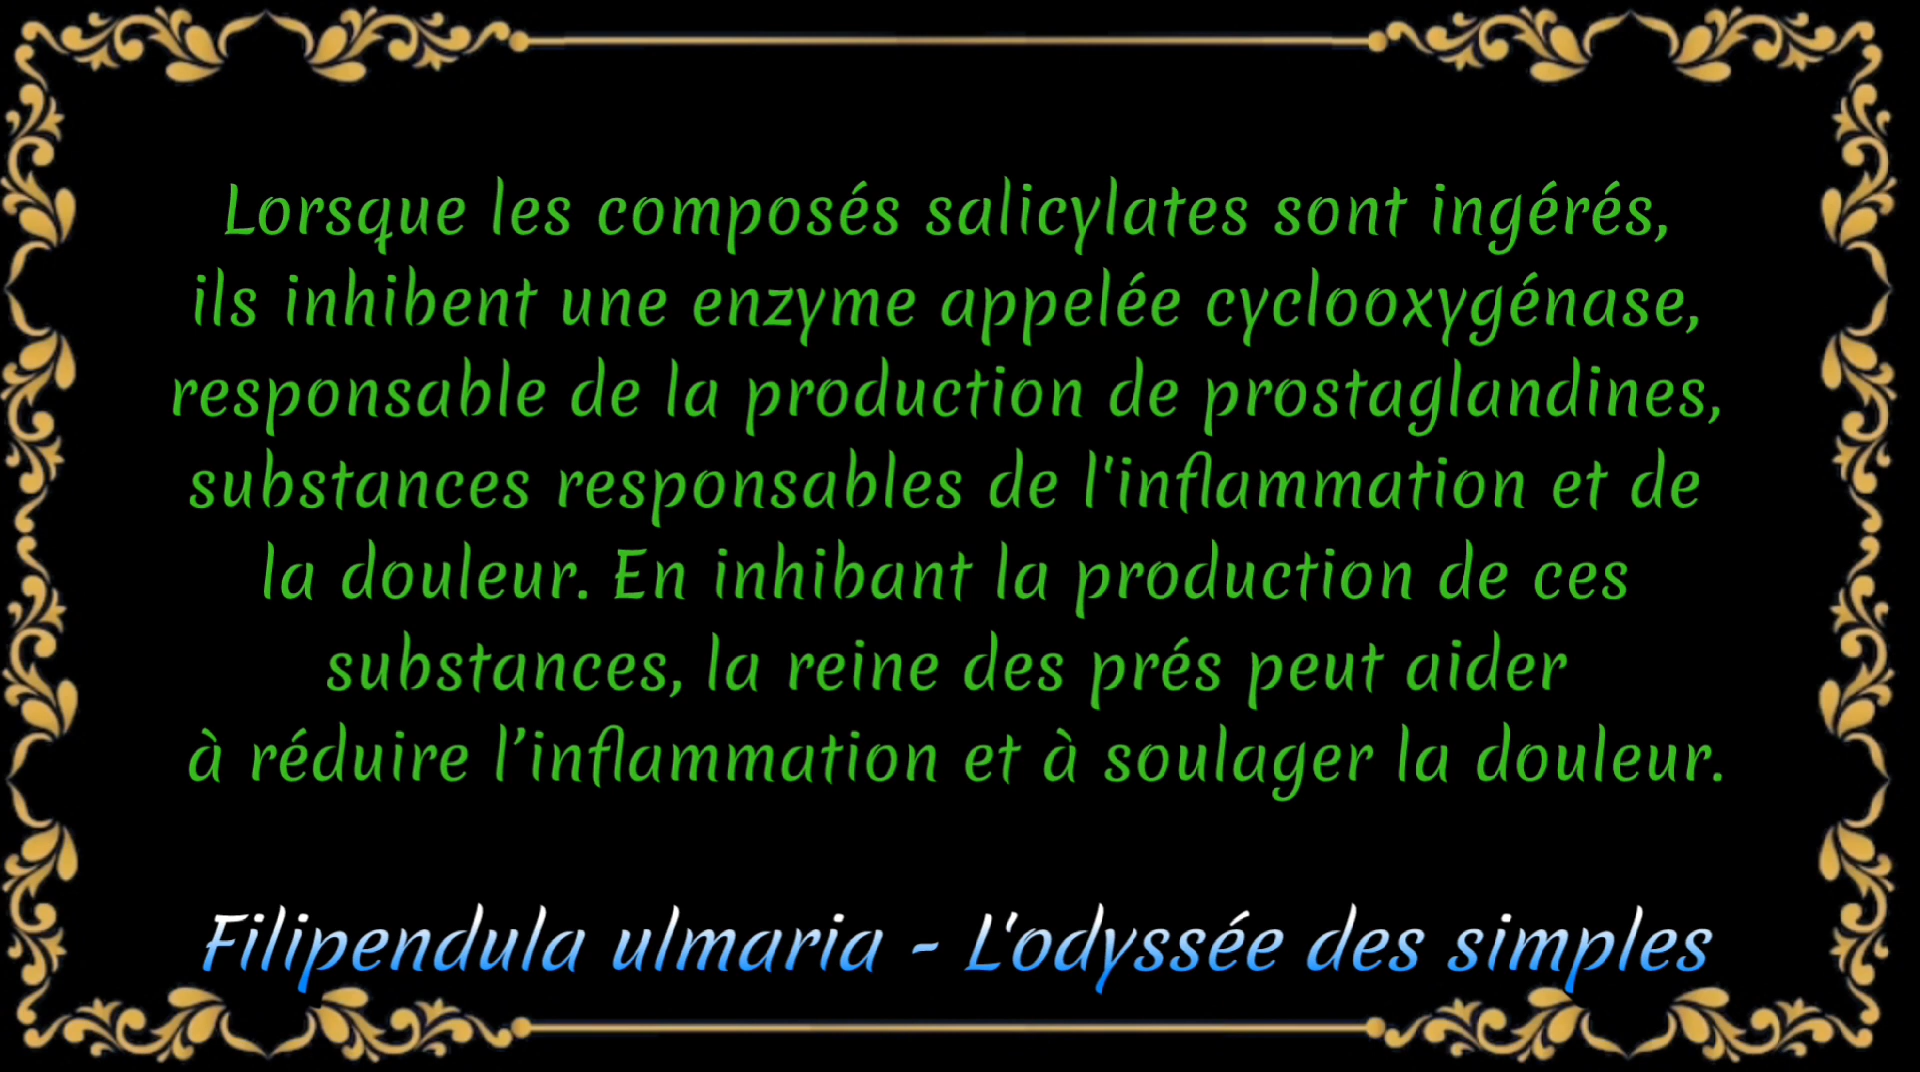 Lorsque les composés salicylates sont ingérés,
ils inhibent une enzyme appelée cyclooxygénase,
responsable de la production de prostaglandines,
substances responsables de l'inflammation et de
la douleur. En inhibant la production de ces
substances, la reine des prés peut aider
à réduire l’inflammation et à soulager la douleur.
Filipendula ulmaria - L'odyssée des simples